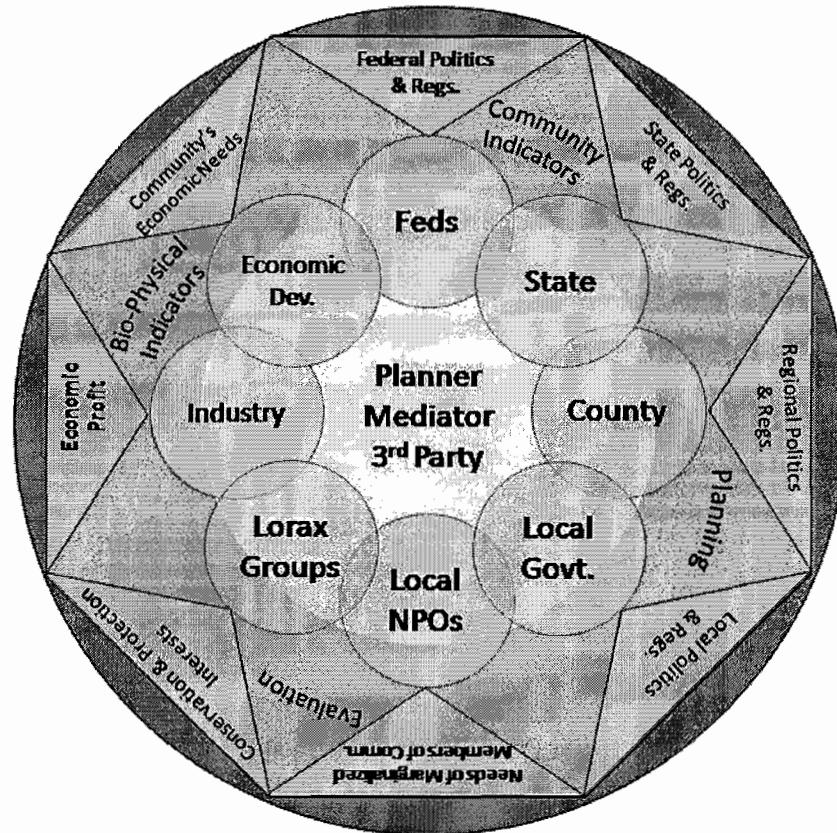 Federal Politics
& Regs.
Community
Indicators
State Politics
& Regs.
Community's
Economic Needs
Feds
Economic
Dev.
State
Bio-Physical
Indicators
Economic
Profit
Industry
Planner
Mediator
3rd Party
County
Regional Politics
& Regs.
Planning
Lorax
Groups
Local
NPOs
Local
Govt.
Local Politics
& Regs.
Conservation & Protection
Interests
Evaluation
Needs of Marginalized
Members of Comm.